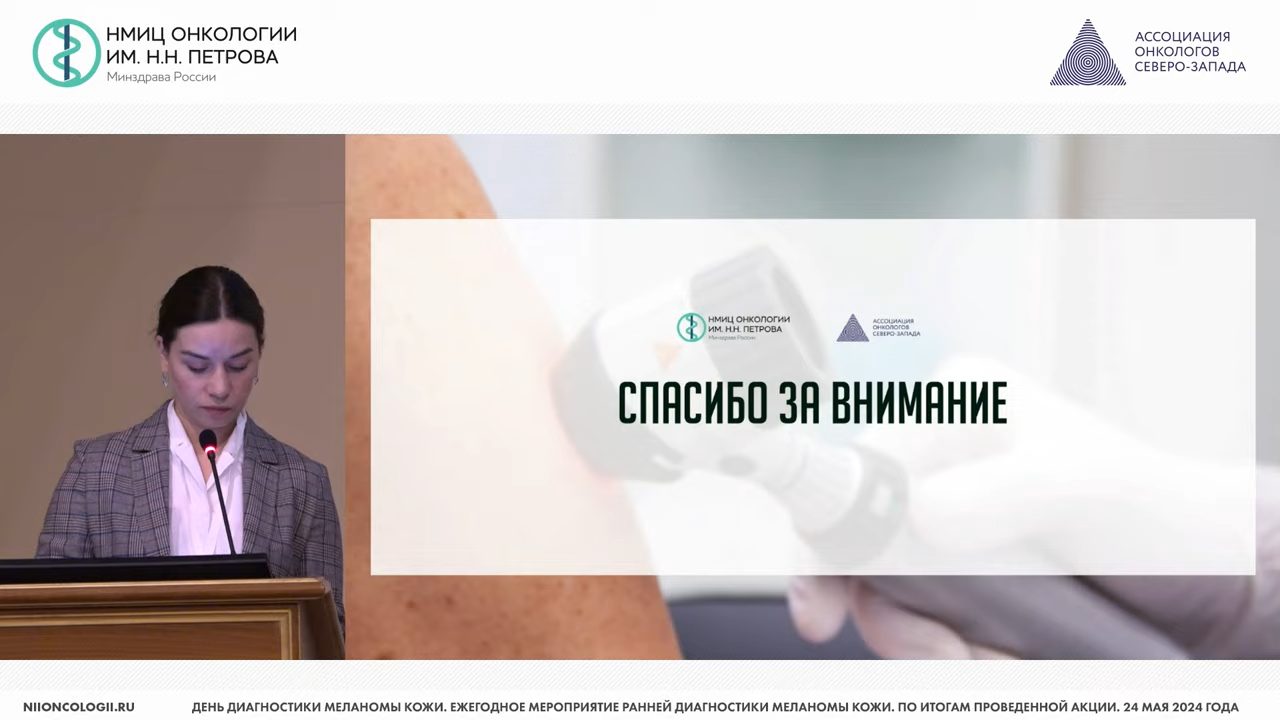 НМИЦ ОНКОЛОГИИ
ИМ. Н.Н. ПЕТРОВА
Минздрава России
АССОЦИАЦИЯ
ОНКОЛОГОВ
СЕВЕРО-ЗАПАДА
НМИЦ ОНКОЛОГИИ
ИМ. Н.Н. ПЕТРОВА
Минздрава России
АССОЦИАЦИЯ
ОНКОЛОГОВ
СЕВЕРО-ЗАПАДА
СПАСИБО ЗА ВНИМАНИЕ
NIIONCOLOGII.RU
ДЕНЬ ДИАГНОСТИКИ МЕЛАНОМЫ КОЖИ. ЕЖЕГОДНОЕ МЕРОПРИЯТИЕ РАННЕЙ ДИАГНОСТИКИ МЕЛАНОМЫ КОЖИ. ПО ИТОГАМ ПРОВЕДЕННОЙ АКЦИИ. 24 МАЯ 2024 ГОДА